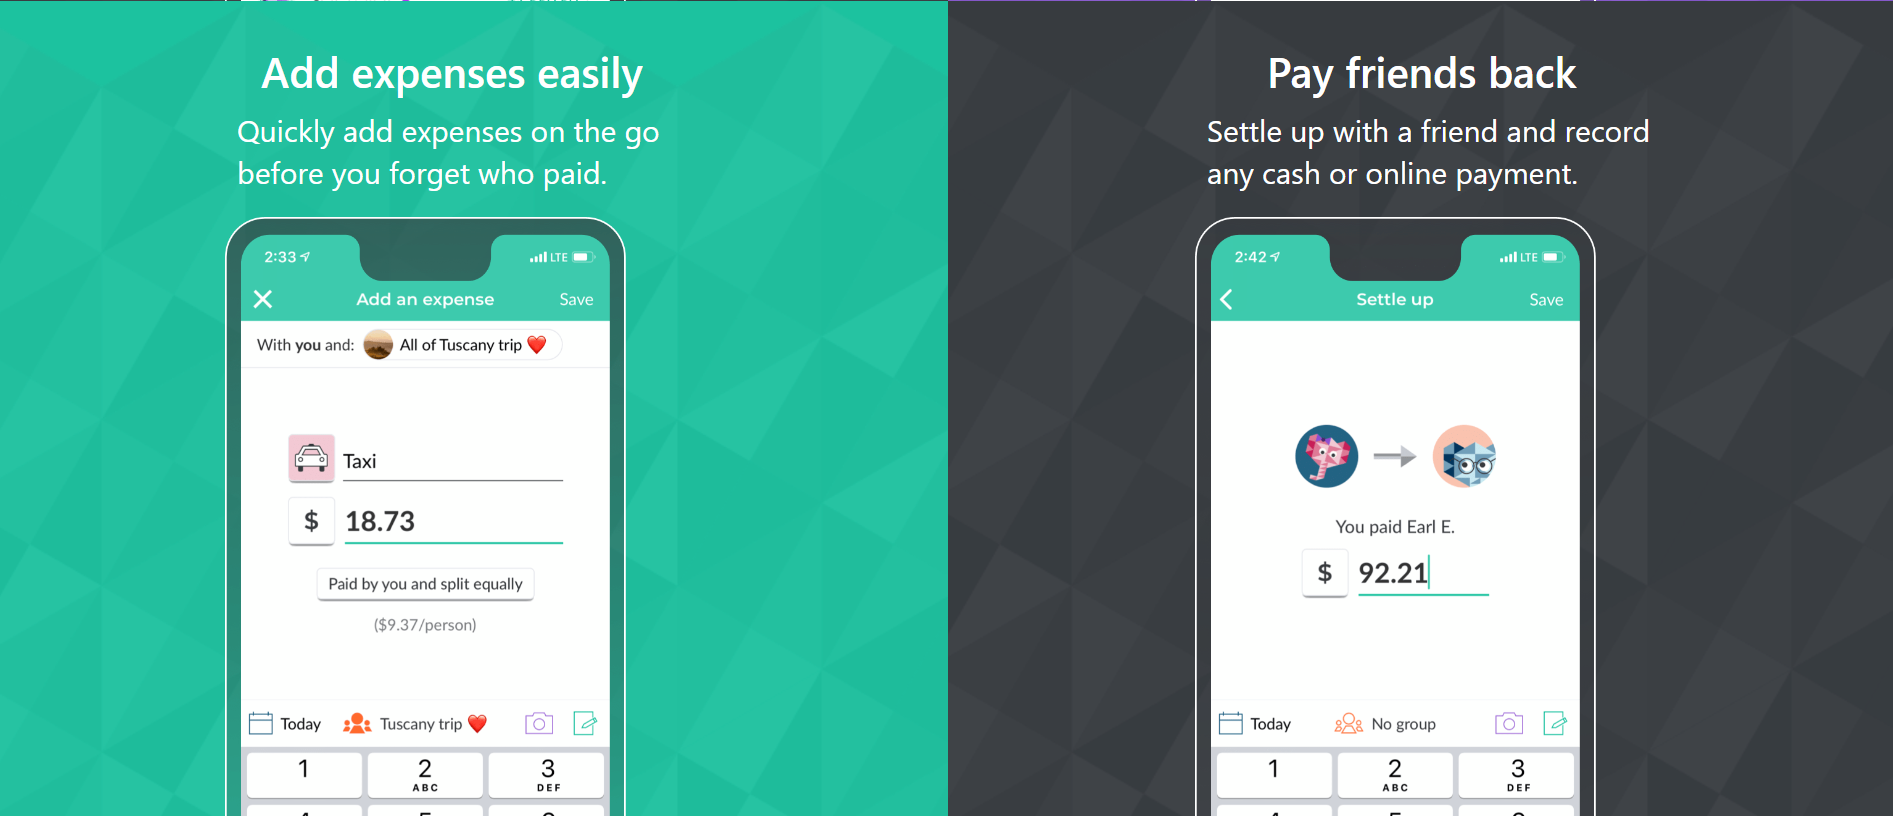 Add expenses easily
Quickly add expenses on the go
before you forget who paid.
2:33
LTE
Add an expense
Save
With you and:
All of Tuscany trip ❤️
Taxi
$
18.73
Paid by you and split equally
($9.37/person)
Today
Tuscany trip ❤️
1
2
3
ABC
DEF
Pay friends back
Settle up with a friend and record
any cash or online payment.
2:42
LTE
Settle up
Save
You paid Earl E.
$
92.21
Today
No group
1
2
3
ABC
DEF